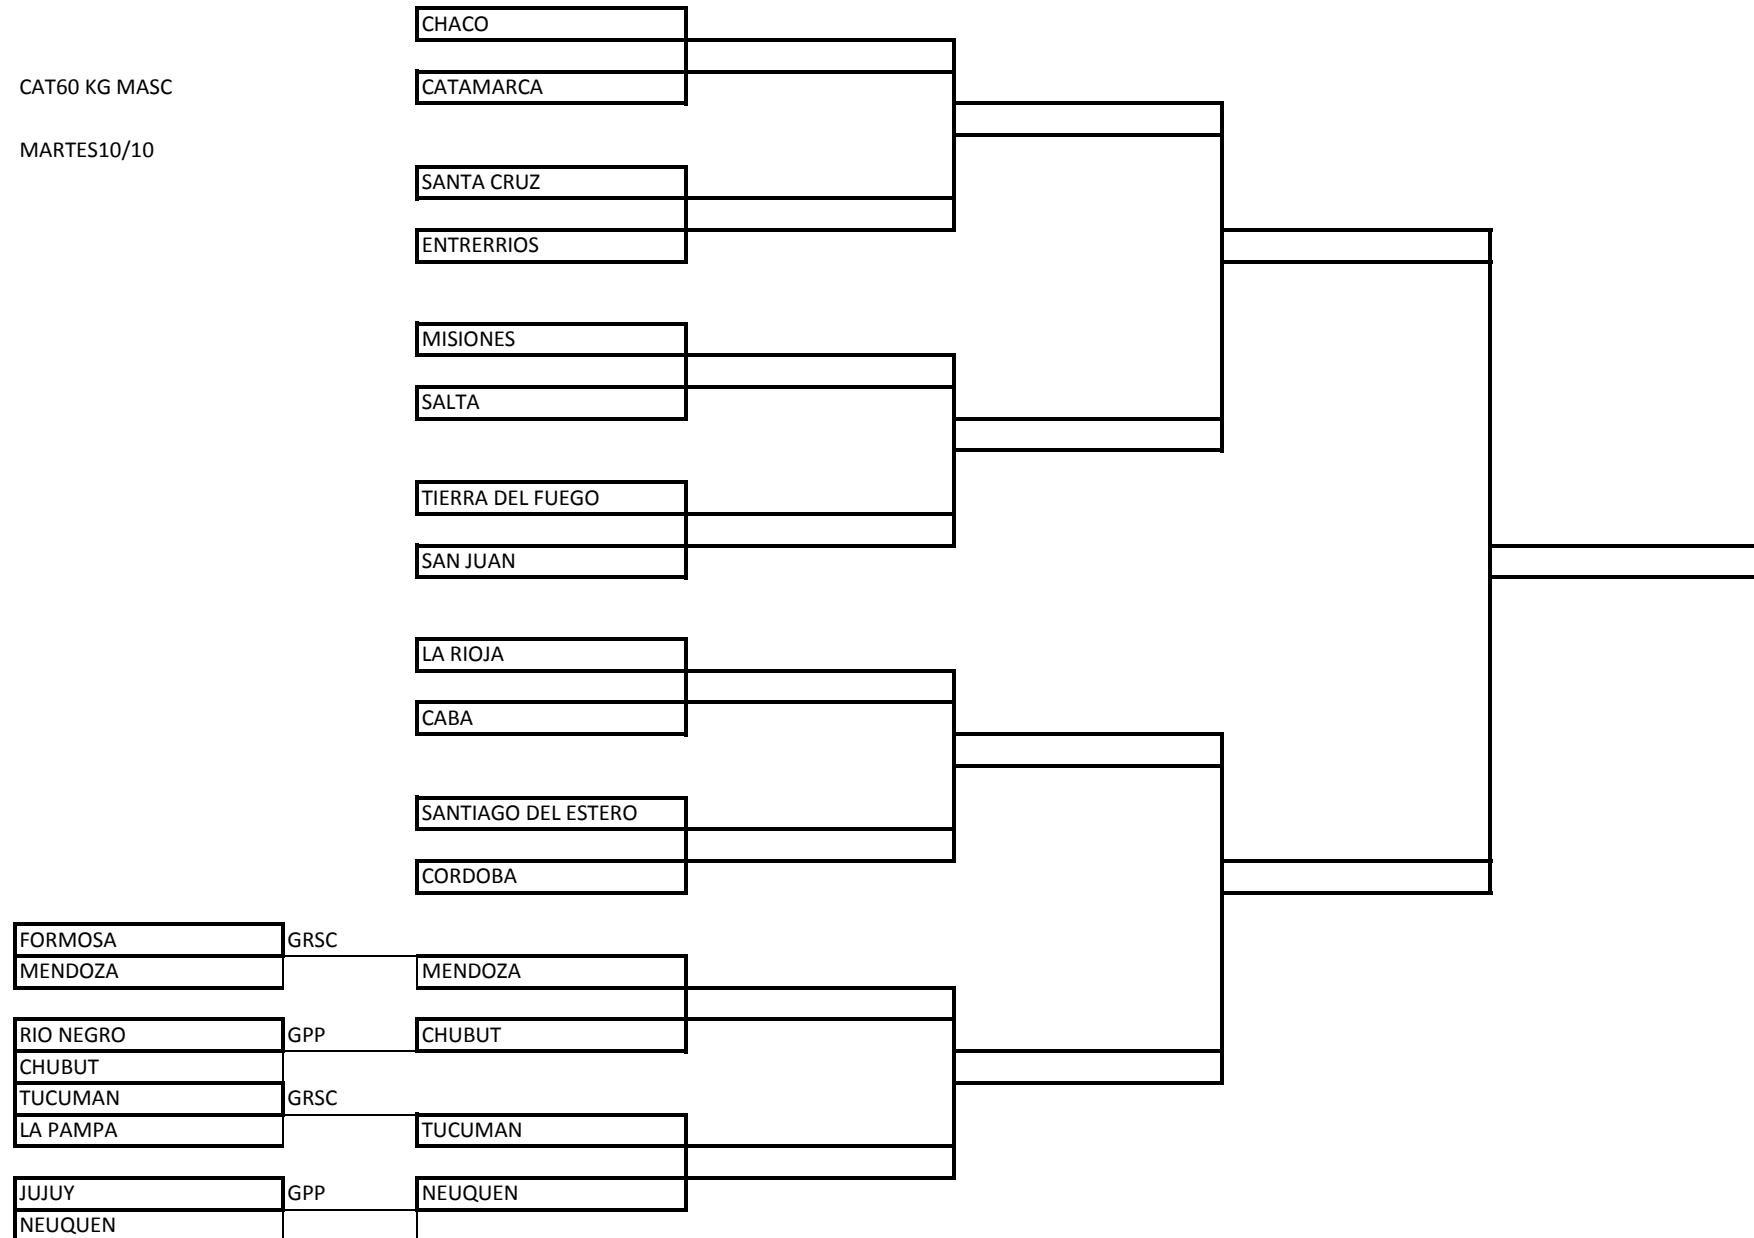 CHACO
CAT60 KG MASC
CATAMARCA
MARTES10/10
SANTA CRUZ
ENTRERRIOS
MISIONES
SALTA
TIERRA DEL FUEGO
SAN JUAN
LA RIOJA
CABA
SANTIAGO DEL ESTERO
CORDOBA
FORMOSA GRSC
MENDOZA MENDOZA
RIO NEGRO GPP CHUBUT
CHUBUT
TUCUMAN GRSC
LA PAMPA TUCUMAN
JUJUY GPP NEUQUEN
NEUQUEN